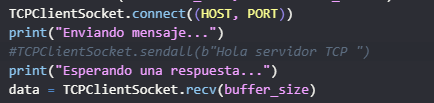 TCPClientSocket.connect((HOST, PORT))
print("Enviando mensaje...")
#TCPClientSocket.sendall(b"Hola servidor TCP ")
print("Esperando una respuesta...")
data = TCPClientSocket.recv(buffer_size)